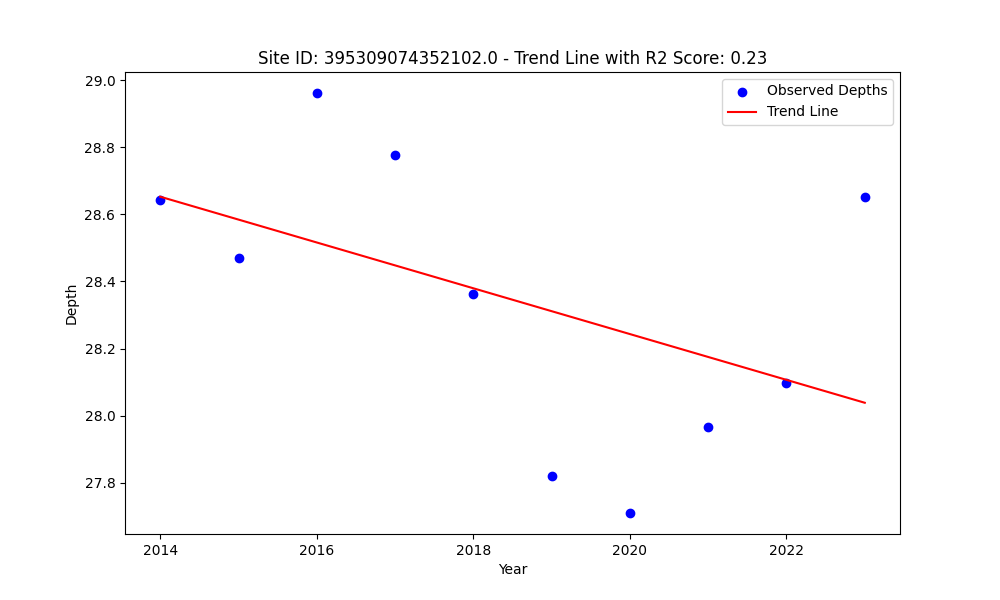 Site ID: 395309074352102.0 - Trend Line with R2 Score: 0.23
Observed Depths
Trend Line
Depth
29.0
28.8
28.6
28.4
28.2
28.0
27.8
2014
2016
2018
2020
2022
Year